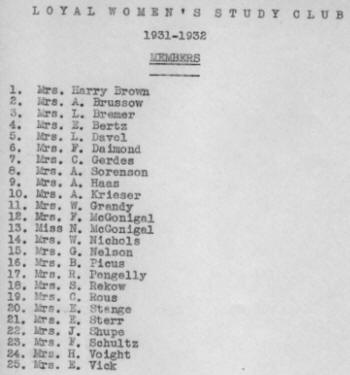 LOYAL WOMEN'S STUDY CLUB
1931-1932
MEMBERS
1. Mrs. Harry Brown
2. Mrs. A. Brussow
3. Mrs. L. Bremer
4. Mrs. E. Bertz
5. Mrs. L. Davel
6. Mrs. F. Daimond
7. Mrs. C. Gerdes
8. Mrs. A. Sorenson
9. Mrs. A. Haas
10. Mrs. A. Krieser
11. Mrs. W. Grandy
12. Mrs. F. McGonigal
13. Miss N. McGonigal
14. Mrs. W. Nichols
15. Mrs. G. Nelson
16. Mrs. B. Picus
17. Mrs. R. Pengelly
18. Mrs. S. Rekow
19. Mrs. C. Rous
20. Mrs. E. Stange
21. Mrs. E. Sterr
22. Mrs. J. Shupe
23. Mrs. F. Schultz
24. Mrs. H. Voight
25. Mrs. E. Vick